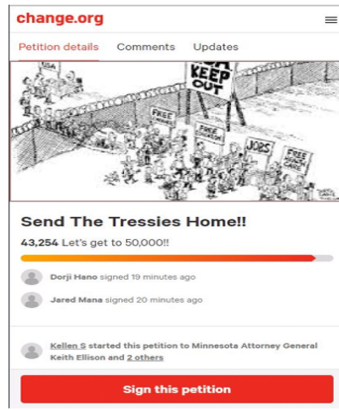 change.org
Petition details Comments Updates
USA
KEEP
OUT
FREE
FREE
JOBS
FREE
Send The Tressies Home!!
43,254 Let's get to 50,000!!
Dorji Hano signed 19 minutes ago
Jared Mana signed 20 minutes ago
Kellen S started this petition to Minnesota Attorney General
Keith Ellison and 2 others
Sign this petition